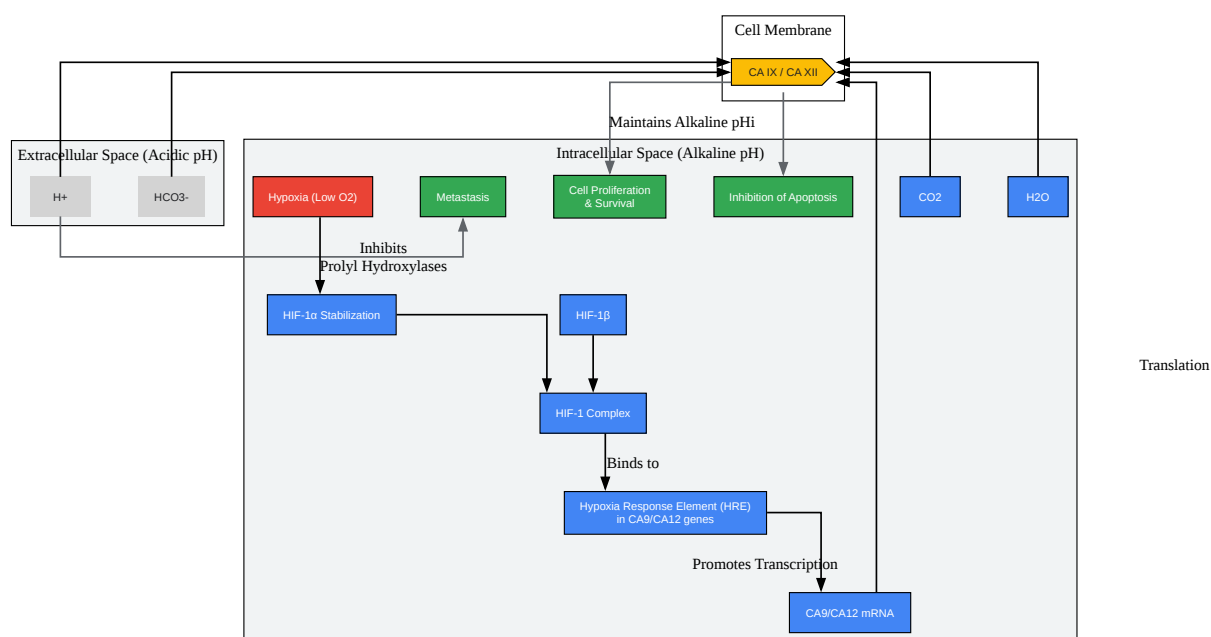 Cell Membrane
CA IX / CA XII
Maintains Alkaline pHi
Extracellular Space (Acidic pH)
Intracellular Space (Alkaline pH)
H+
HCO3-
Hypoxia (Low O2)
Metastasis
Cell Proliferation
& Survival
Inhibition of Apoptosis
CO2
H2O
Inhibits
Prolyl Hydroxylases
HIF-1α Stabilization
HIF-1β
Translation
HIF-1 Complex
Binds to
Hypoxia Response Element (HRE)
in CA9/CA12 genes
Promotes Transcription
CA9/CA12 mRNA